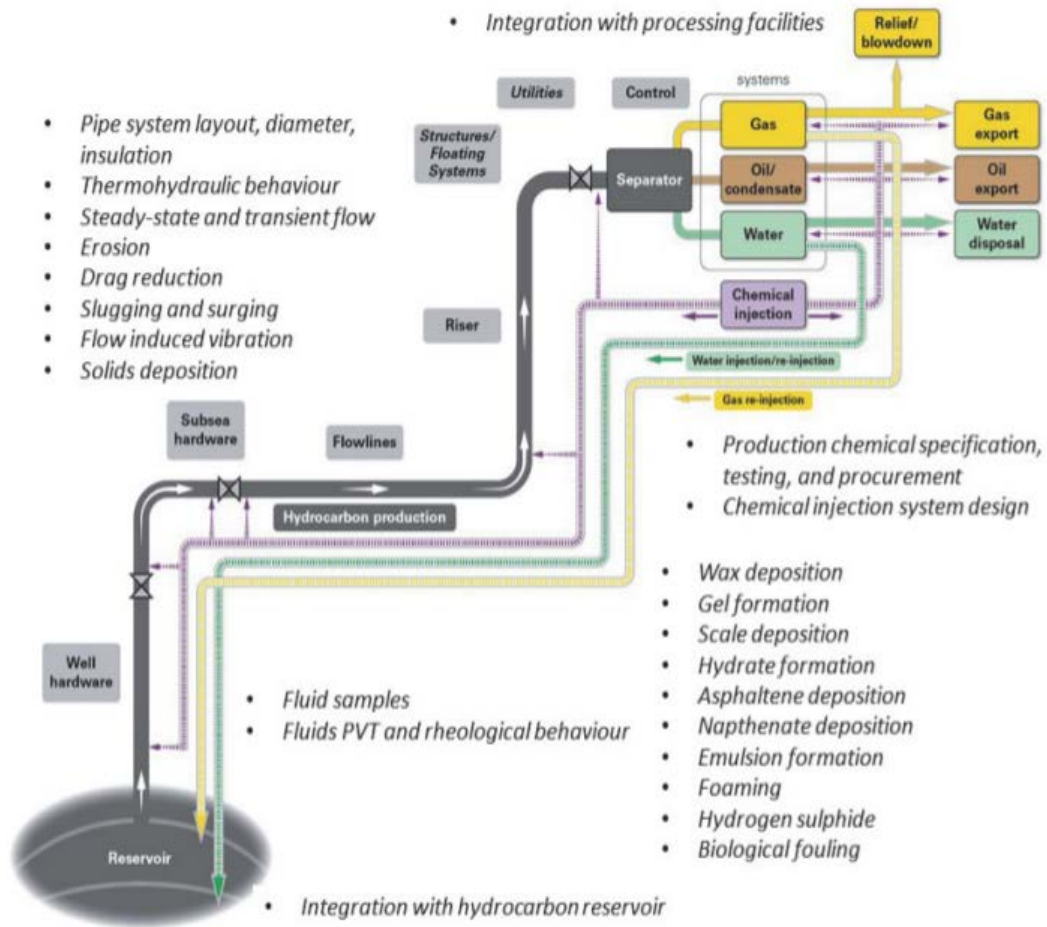 • Integration with processing facilities
Relief/
blowdown
systems
Utilities
Control
Structures/
Floating
Systems
Separator
Gas
Oil/
condensate
Water
Gas
export
Oil
export
Water
disposal
• Pipe system layout, diameter,
insulation
• Thermohydraulic behaviour
• Steady-state and transient flow
• Erosion
• Drag reduction
• Slugging and surging
• Flow induced vibration
• Solids deposition
Riser
Chemical
injection
Water injection/re-injection
Gas re-injection
Subsea
hardware
Flowlines
Hydrocarbon production
• Production chemical specification,
testing, and procurement
• Chemical injection system design
• Wax deposition
• Gel formation
• Scale deposition
• Hydrate formation
• Asphaltene deposition
• Napthenate deposition
• Emulsion formation
• Foaming
• Hydrogen sulphide
• Biological fouling
Well
hardware
• Fluid samples
• Fluids PVT and rheological behaviour
Reservoir
• Integration with hydrocarbon reservoir